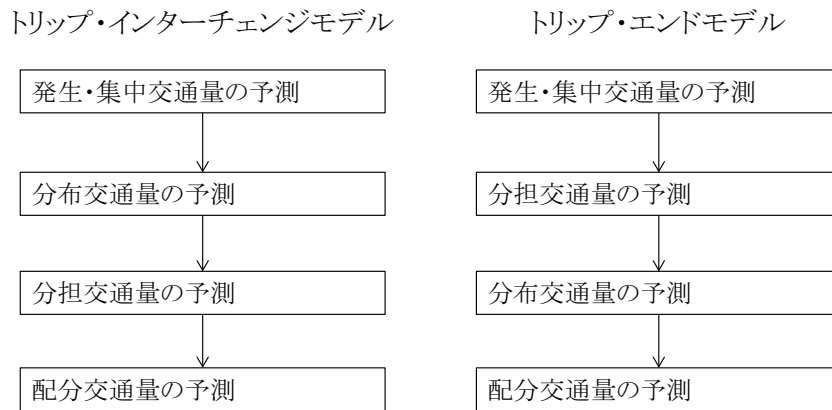 トリップ・インターチェンジモデル
発生・集中交通量の予測
分布交通量の予測
分担交通量の予測
配分交通量の予測
トリップ・エンドモデル
発生・集中交通量の予測
分担交通量の予測
分布交通量の予測
配分交通量の予測